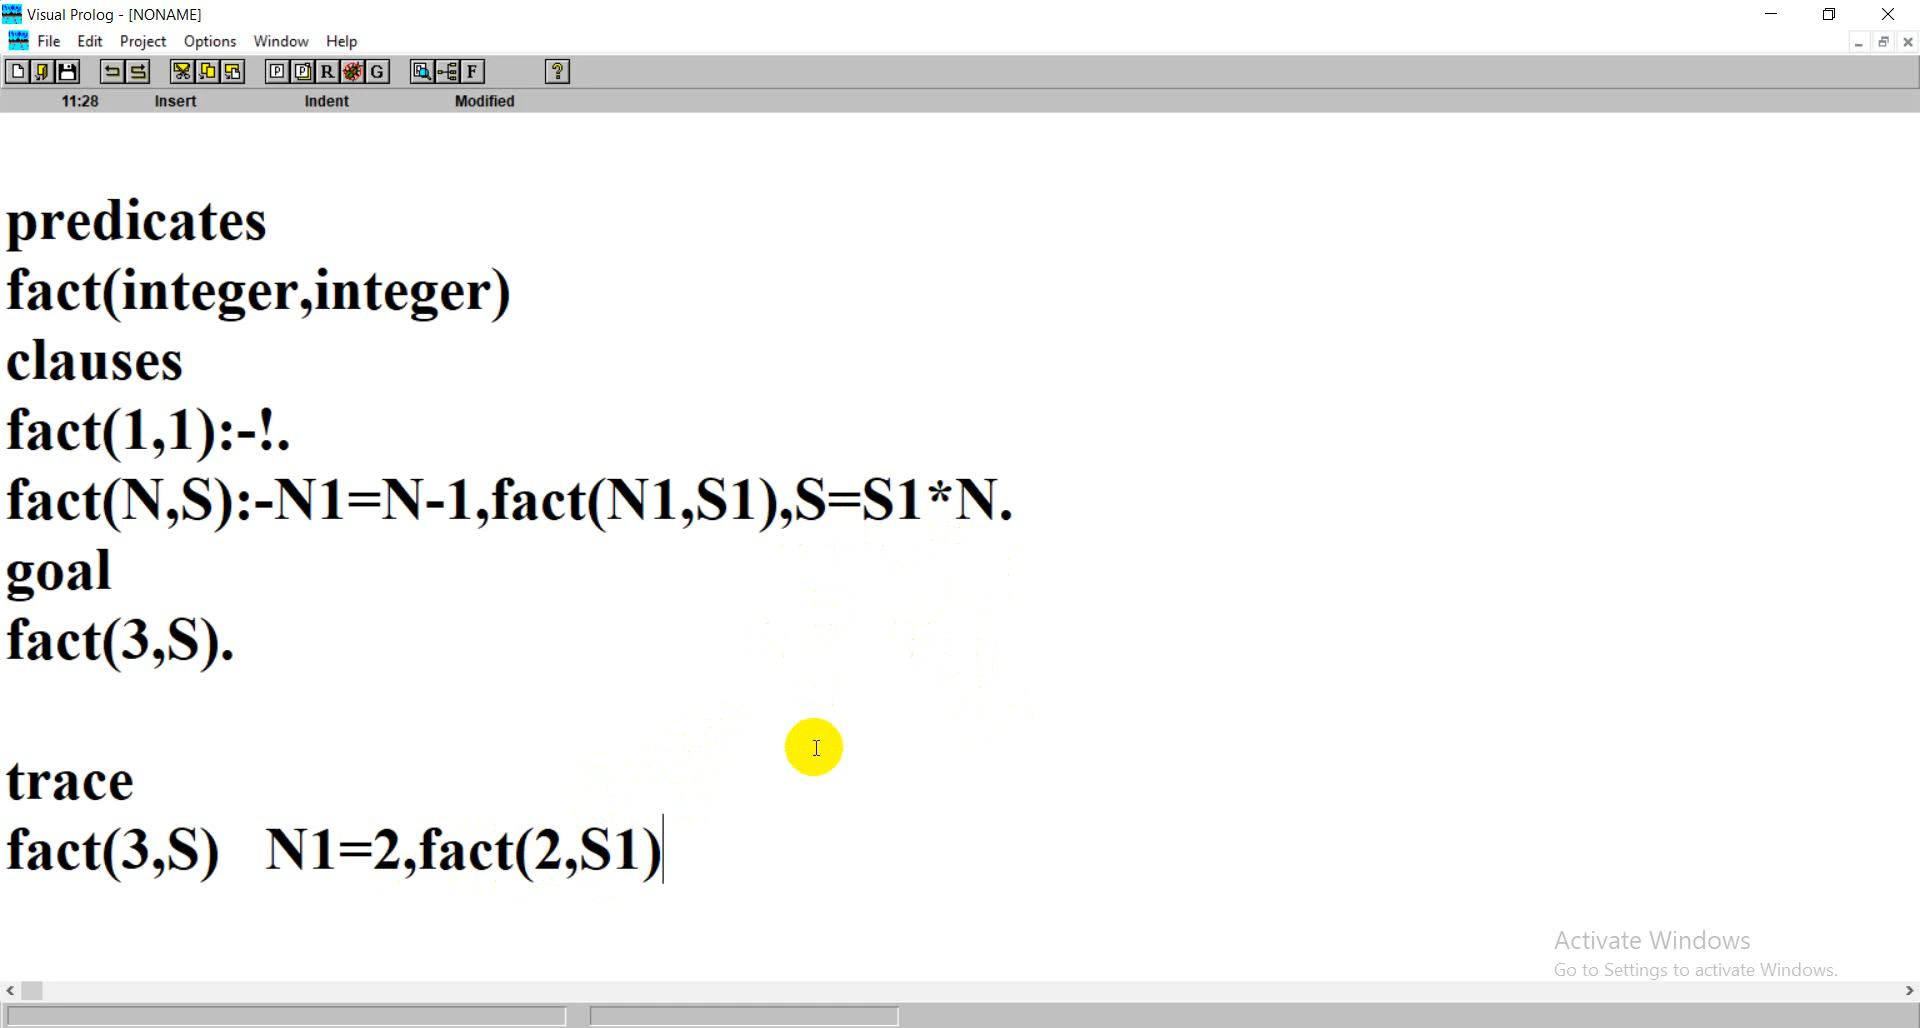 Visual Prolog - [NONAME]
File Edit Project Options Window Help
P P R G F ?
11:28 Insert Indent Modified
predicates
fact(integer,integer)
clauses
fact(1,1):-!.
fact(N,S):-N1=N-1,fact(N1,S1),S=S1*N.
goal
fact(3,S).
trace
fact(3,S) N1=2,fact(2,S1)
Activate Windows
Go to Settings to activate Windows.